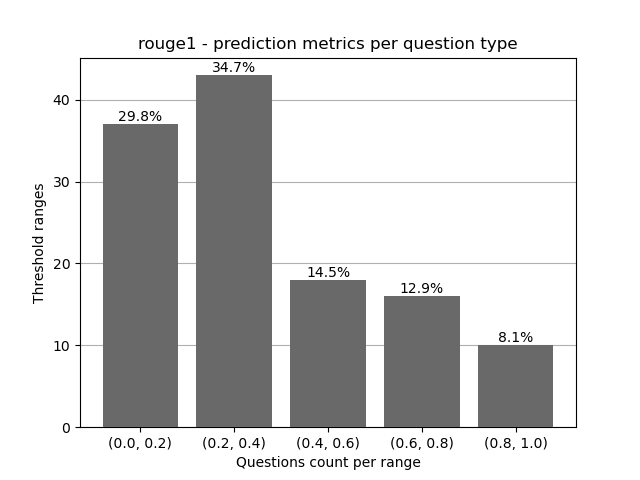 rouge1 - prediction metrics per question type
34.7%
40
29.8%
30
Threshold ranges
20
14.5%
12.9%
10
8.1%
0
(0.0, 0.2) (0.2, 0.4) (0.4, 0.6) (0.6, 0.8) (0.8, 1.0)
Questions count per range